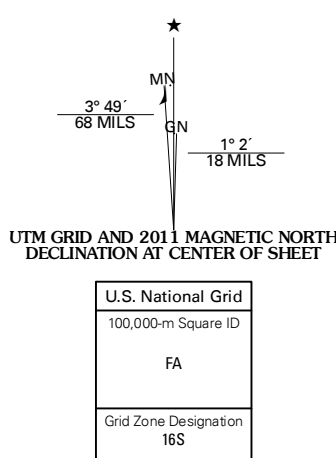 ★
MN
3° 49´
68 MILS
GN
1° 2´
18 MILS
UTM GRID AND 2011 MAGNETIC NORTH
DECLINATION AT CENTER OF SHEET
U.S. National Grid
100,000-m Square ID
FA
Grid Zone Designation
16S